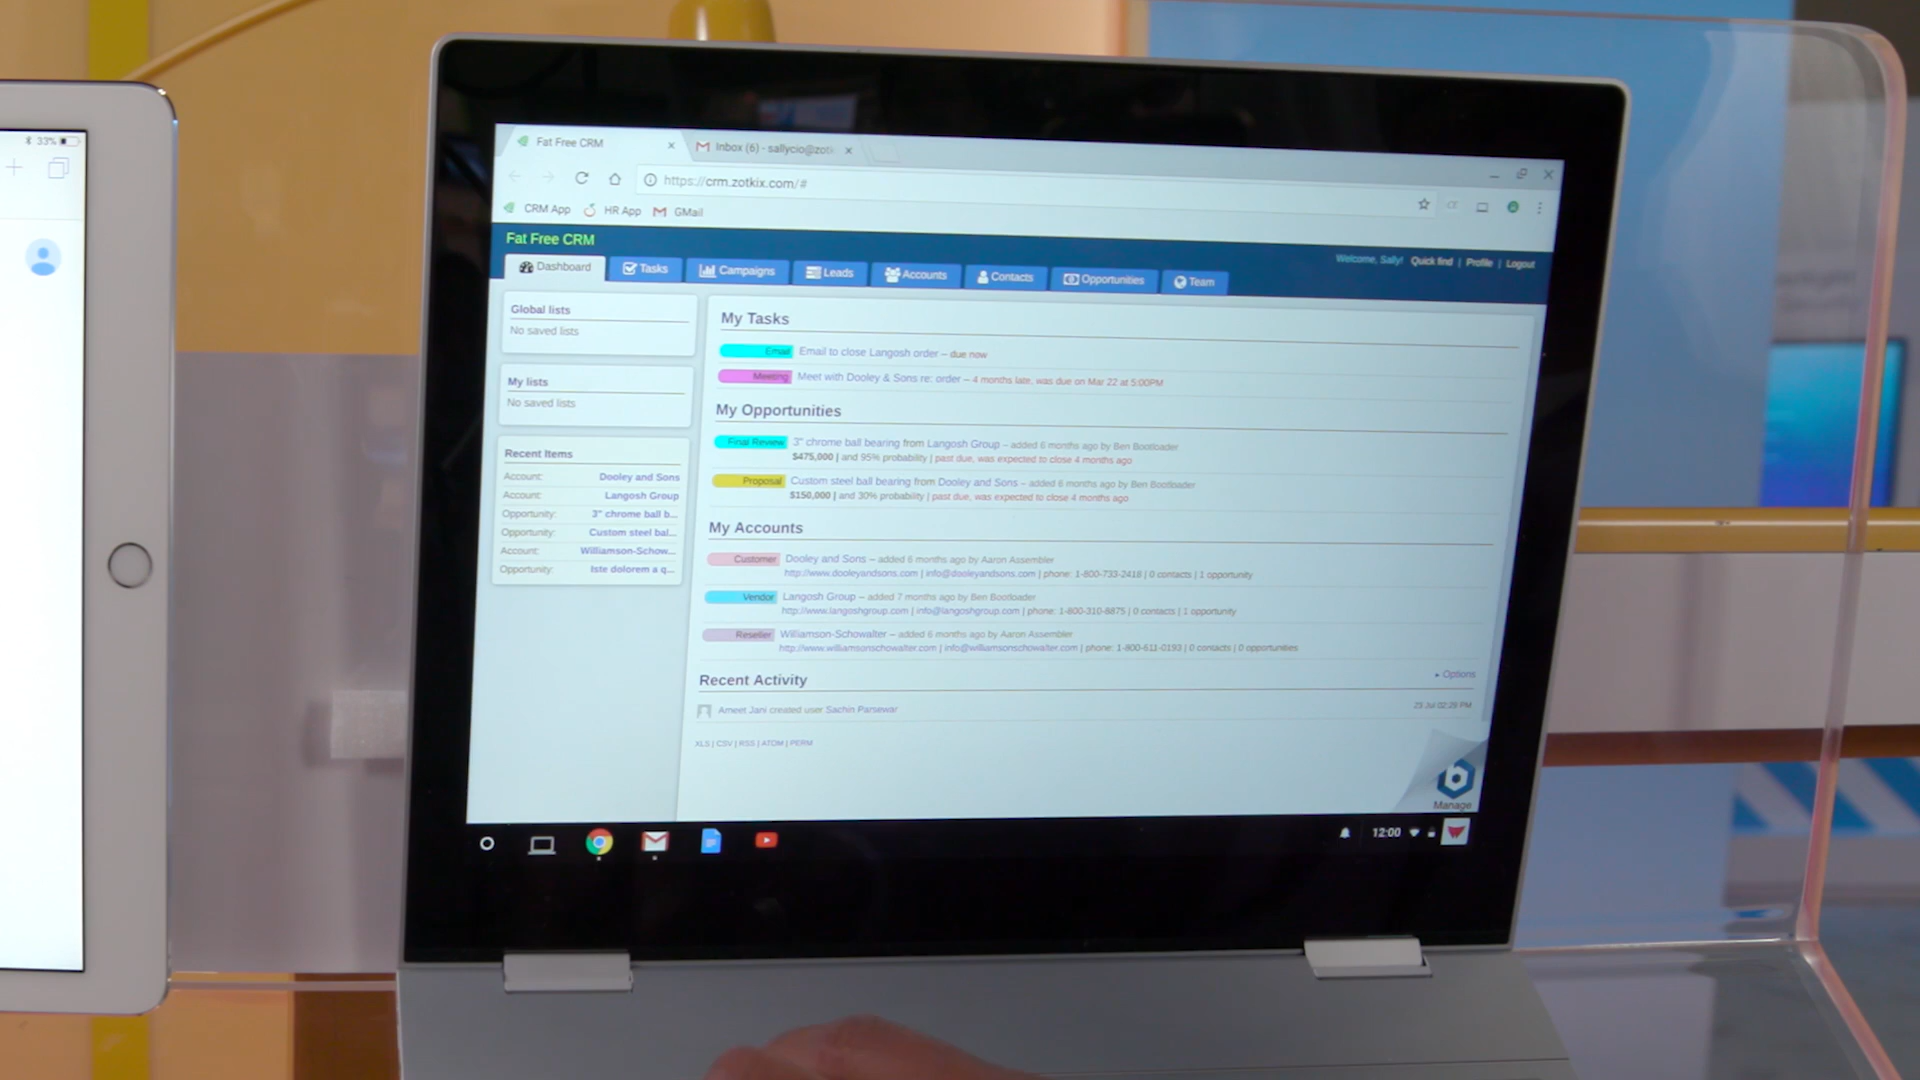 33%
Fat Free CRM
Inbox (6) - sallycio@zotk
https://crm.zotkix.com/#
CRM App HR App GMail
Fat Free CRM
Welcome, Sally! Quick find | Profile | Logout
Dashboard Tasks Campaigns Leads Accounts Contacts Opportunities Team
Global lists
No saved lists
My lists
No saved lists
Recent Items
Account: Dooley and Sons
Account: Langosh Group
Opportunity: 3" chrome ball b...
Opportunity: Custom steel bal...
Account: Williamson-Schow...
Opportunity: Iste dolorem a q...
My Tasks
Email Email to close Langosh order – due now
Meeting Meet with Dooley & Sons re: order – 4 months late, was due on Mar 22 at 5:00PM
My Opportunities
Final Review 3" chrome ball bearing from Langosh Group – added 6 months ago by Ben Bootloader
$475,000 | and 95% probability | past due, was expected to close 4 months ago
Proposal Custom steel ball bearing from Dooley and Sons – added 6 months ago by Ben Bootloader
$150,000 | and 30% probability | past due, was expected to close 4 months ago
My Accounts
Customer Dooley and Sons – added 6 months ago by Aaron Assembler
http://www.dooleyandsons.com | info@dooleyandsons.com | phone: 1-800-733-2416 | 0 contacts | 1 opportunity
Vendor Langosh Group – added 7 months ago by Ben Bootloader
http://www.langoshgroup.com | info@langoshgroup.com | phone: 1-800-310-8875 | 0 contacts | 1 opportunity
Reseller Williamson-Schowalter – added 6 months ago by Aaron Assembler
http://www.williamsonschowalter.com | info@williamsonschowalter.com | phone: 1-800-611-0193 | 0 contacts | 0 opportunities
Recent Activity
▸ Options
Ameet Jani created user Sachin Parsewar
23 Jul 02:29 PM
XLS | CSV | RSS | ATOM | PERM
Manage
12:00